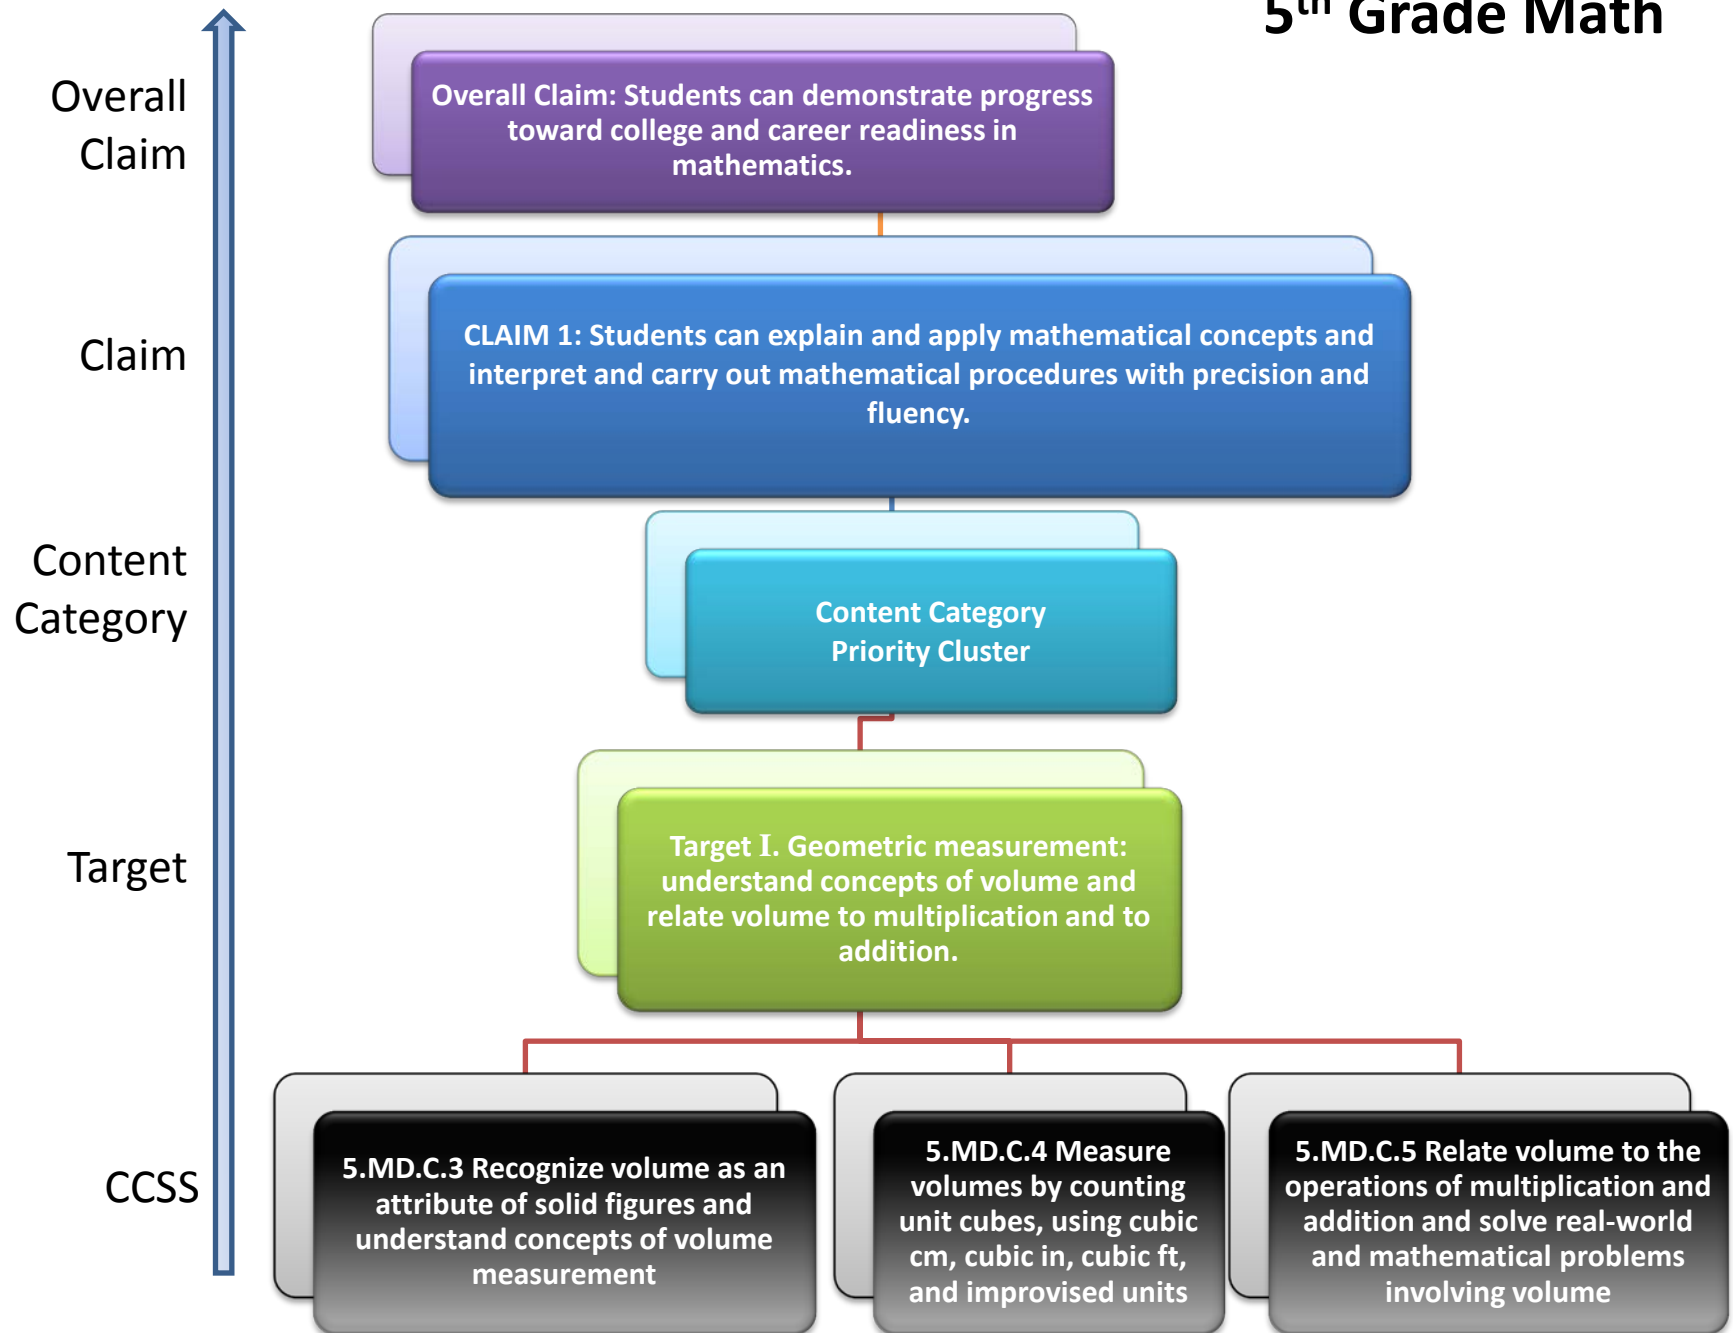 5th Grade Math
Overall
Claim
Overall Claim: Students can demonstrate progress
toward college and career readiness in
mathematics.
Claim
CLAIM 1: Students can explain and apply mathematical concepts and
interpret and carry out mathematical procedures with precision and
fluency.
Content
Category
Content Category
Priority Cluster
Target
Target I. Geometric measurement:
understand concepts of volume and
relate volume to multiplication and to
addition.
CCSS
5.MD.C.3 Recognize volume as an
attribute of solid figures and
understand concepts of volume
measurement
5.MD.C.4 Measure
volumes by counting
unit cubes, using cubic
cm, cubic in, cubic ft,
and improvised units
5.MD.C.5 Relate volume to the
operations of multiplication and
addition and solve real-world
and mathematical problems
involving volume